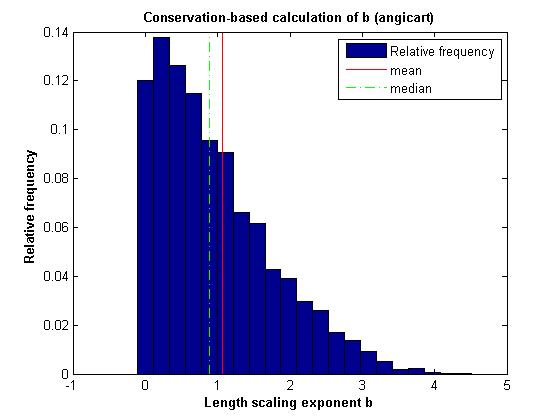 Conservation-based calculation of b (angicart)
Relative frequency
mean
median
0.14
0.12
0.1
0.08
0.06
0.04
0.02
0
Relative frequency
-1 0 1 2 3 4 5
Length scaling exponent b